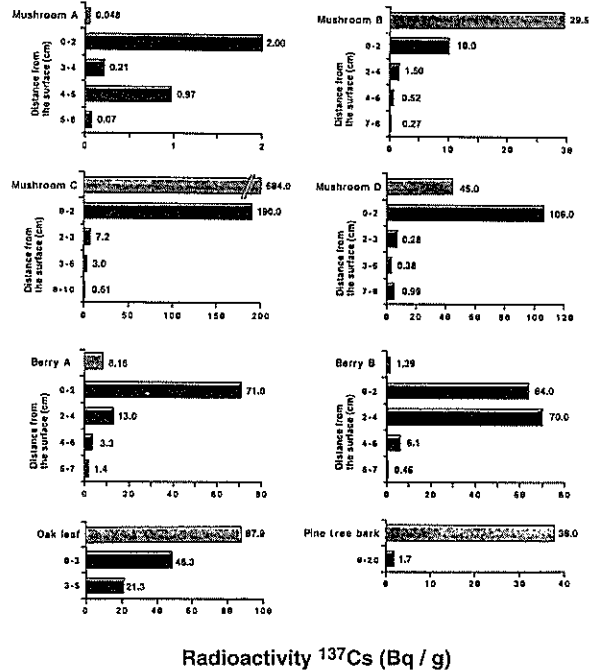 Mushroom A 0.048
0-2 2.00
3-4 0.21
4-5 0.97
5-8 0.07
Distance from
the surface (cm)
0 1 2
Mushroom B 29.5
0-2 10.0
2-4 1.50
4-6 0.52
7-8 0.27
Distance from
the surface (cm)
0 10 20 30
Mushroom C 684.0
0-2 190.0
2-3 7.2
3-6 3.0
8-10 0.51
Distance from
the surface (cm)
0 50 100 150 200
Mushroom D 45.0
0-2 106.0
2-3 0.28
3-6 0.38
7-8 0.99
Distance from
the surface (cm)
0 20 40 60 80 100 120
Berry A 8.16
0-2 71.0
2-4 13.0
4-6 3.3
5-7 1.4
Distance from
the surface (cm)
0 20 40 60 80
Berry B 1.29
0-2 64.0
2-4 70.0
4-6 6.1
5-7 0.46
Distance from
the surface (cm)
0 20 40 60 80
Oak leaf 87.9
0-3 48.3
3-5 21.3
0 20 40 60 80 100
Pine tree bark 38.0
0-20 1.7
0 10 20 30 40
Radioactivity 137Cs (Bq / g)